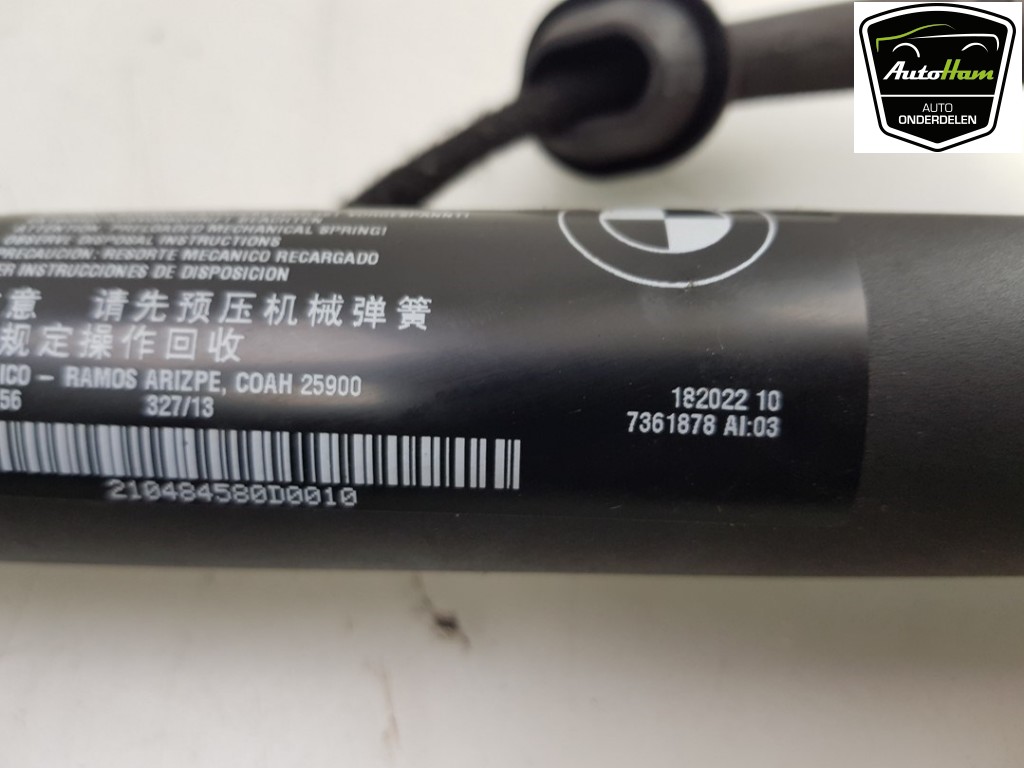 AutoHam
AUTO
ONDERDELEN
BEACHTEN
ATTENTION, PRELOADED MECHANICAL SPRING!
OBSERVE DISPOSAL INSTRUCTIONS
PRECAUCION: RESORTE MECANICO RECARGADO
ER INSTRUCCIONES DE DISPOSICION
意 请先预压机械弹簧
规定操作回收
ICO – RAMOS ARIZPE, COAH 25900
56 327/13
210484580D0010
182022 10
7361878 AI:03